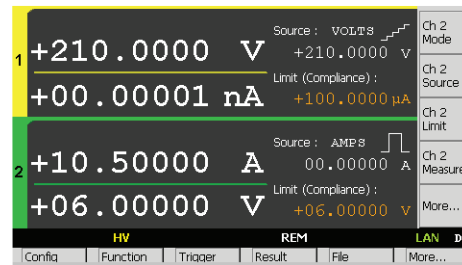 1
+210.0000 V
+00.00001 nA
Source : VOLTS
+210.0000 V
Limit (Compliance) :
+100.0000 µA
2
+10.50000 A
+06.00000 V
Source : AMPS
00.00000 A
Limit (Compliance) :
+06.00000 V
Ch 2
Mode
Ch 2
Source
Ch 2
Limit
Ch 2
Measure
More...
HV REM LAN D
Config Function Trigger Result File More...